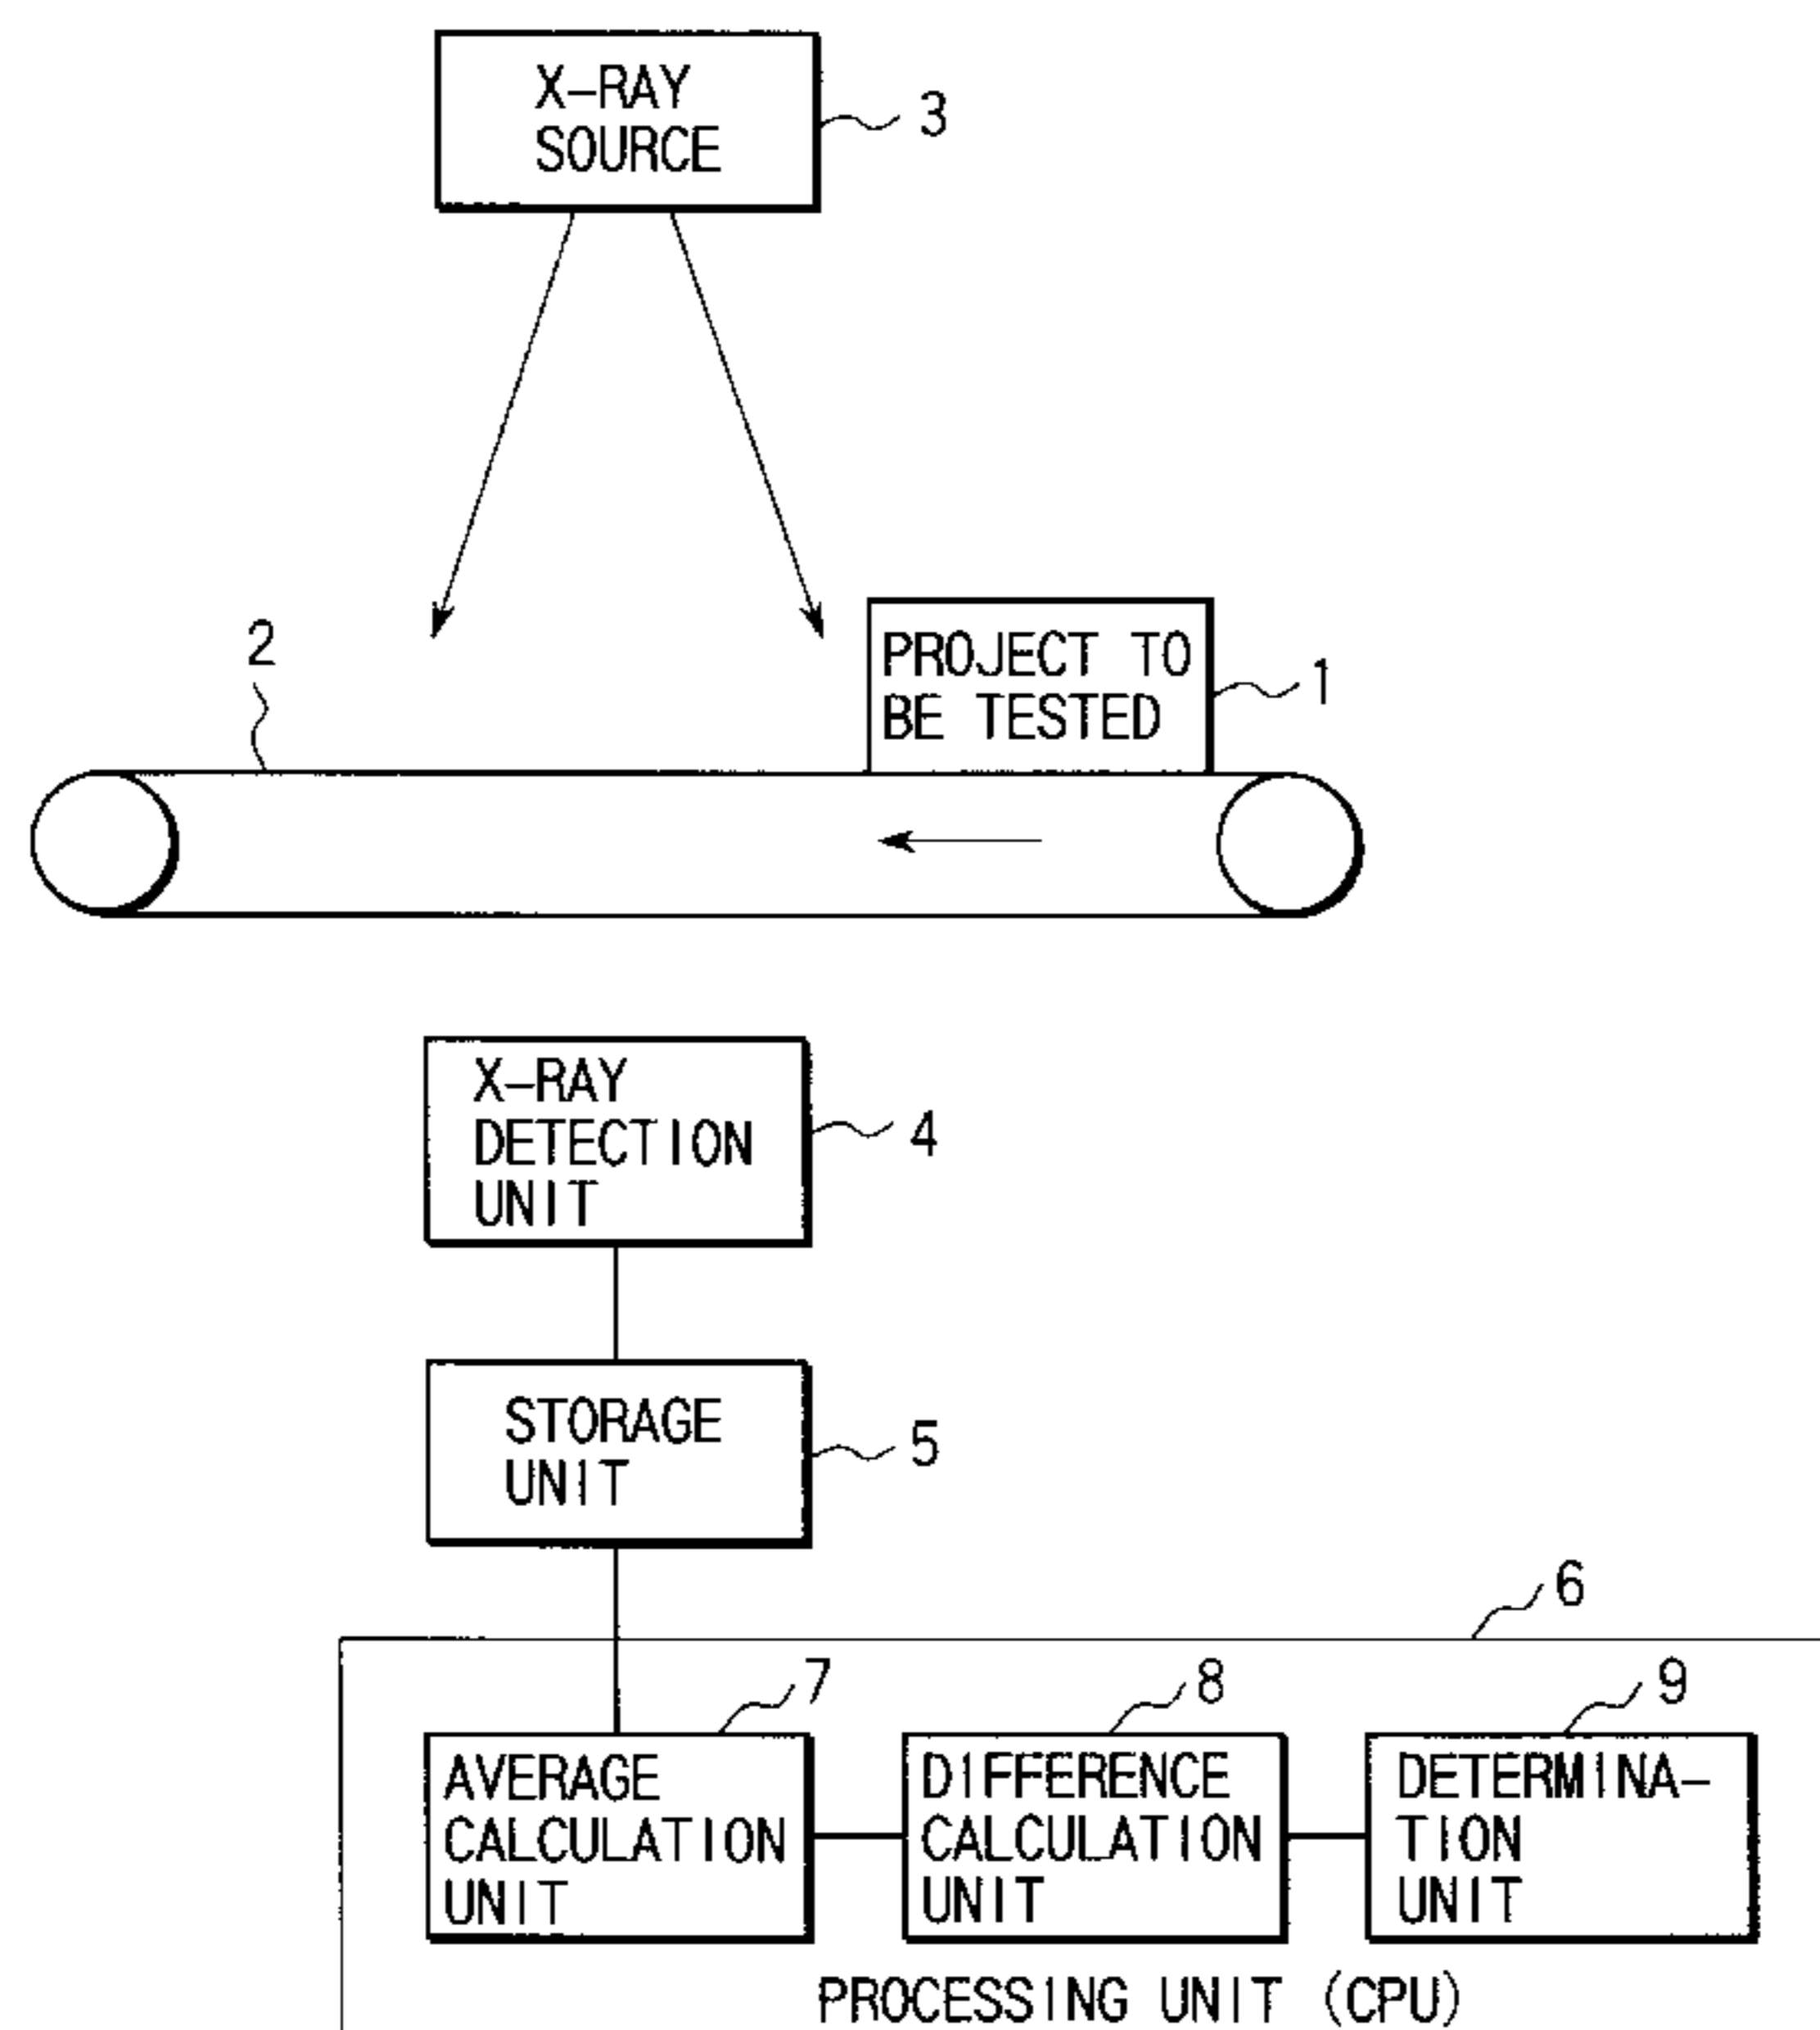 X-RAY
SOURCE
3
2
PROJECT TO
BE TESTED
1
X-RAY
DETECTION
UNIT
4
STORAGE
UNIT
5
6
7
8
9
AVERAGE
CALCULATION
UNIT
DIFFERENCE
CALCULATION
UNIT
DETERMINA-
TION
UNIT
PROCESSING UNIT (CPU)